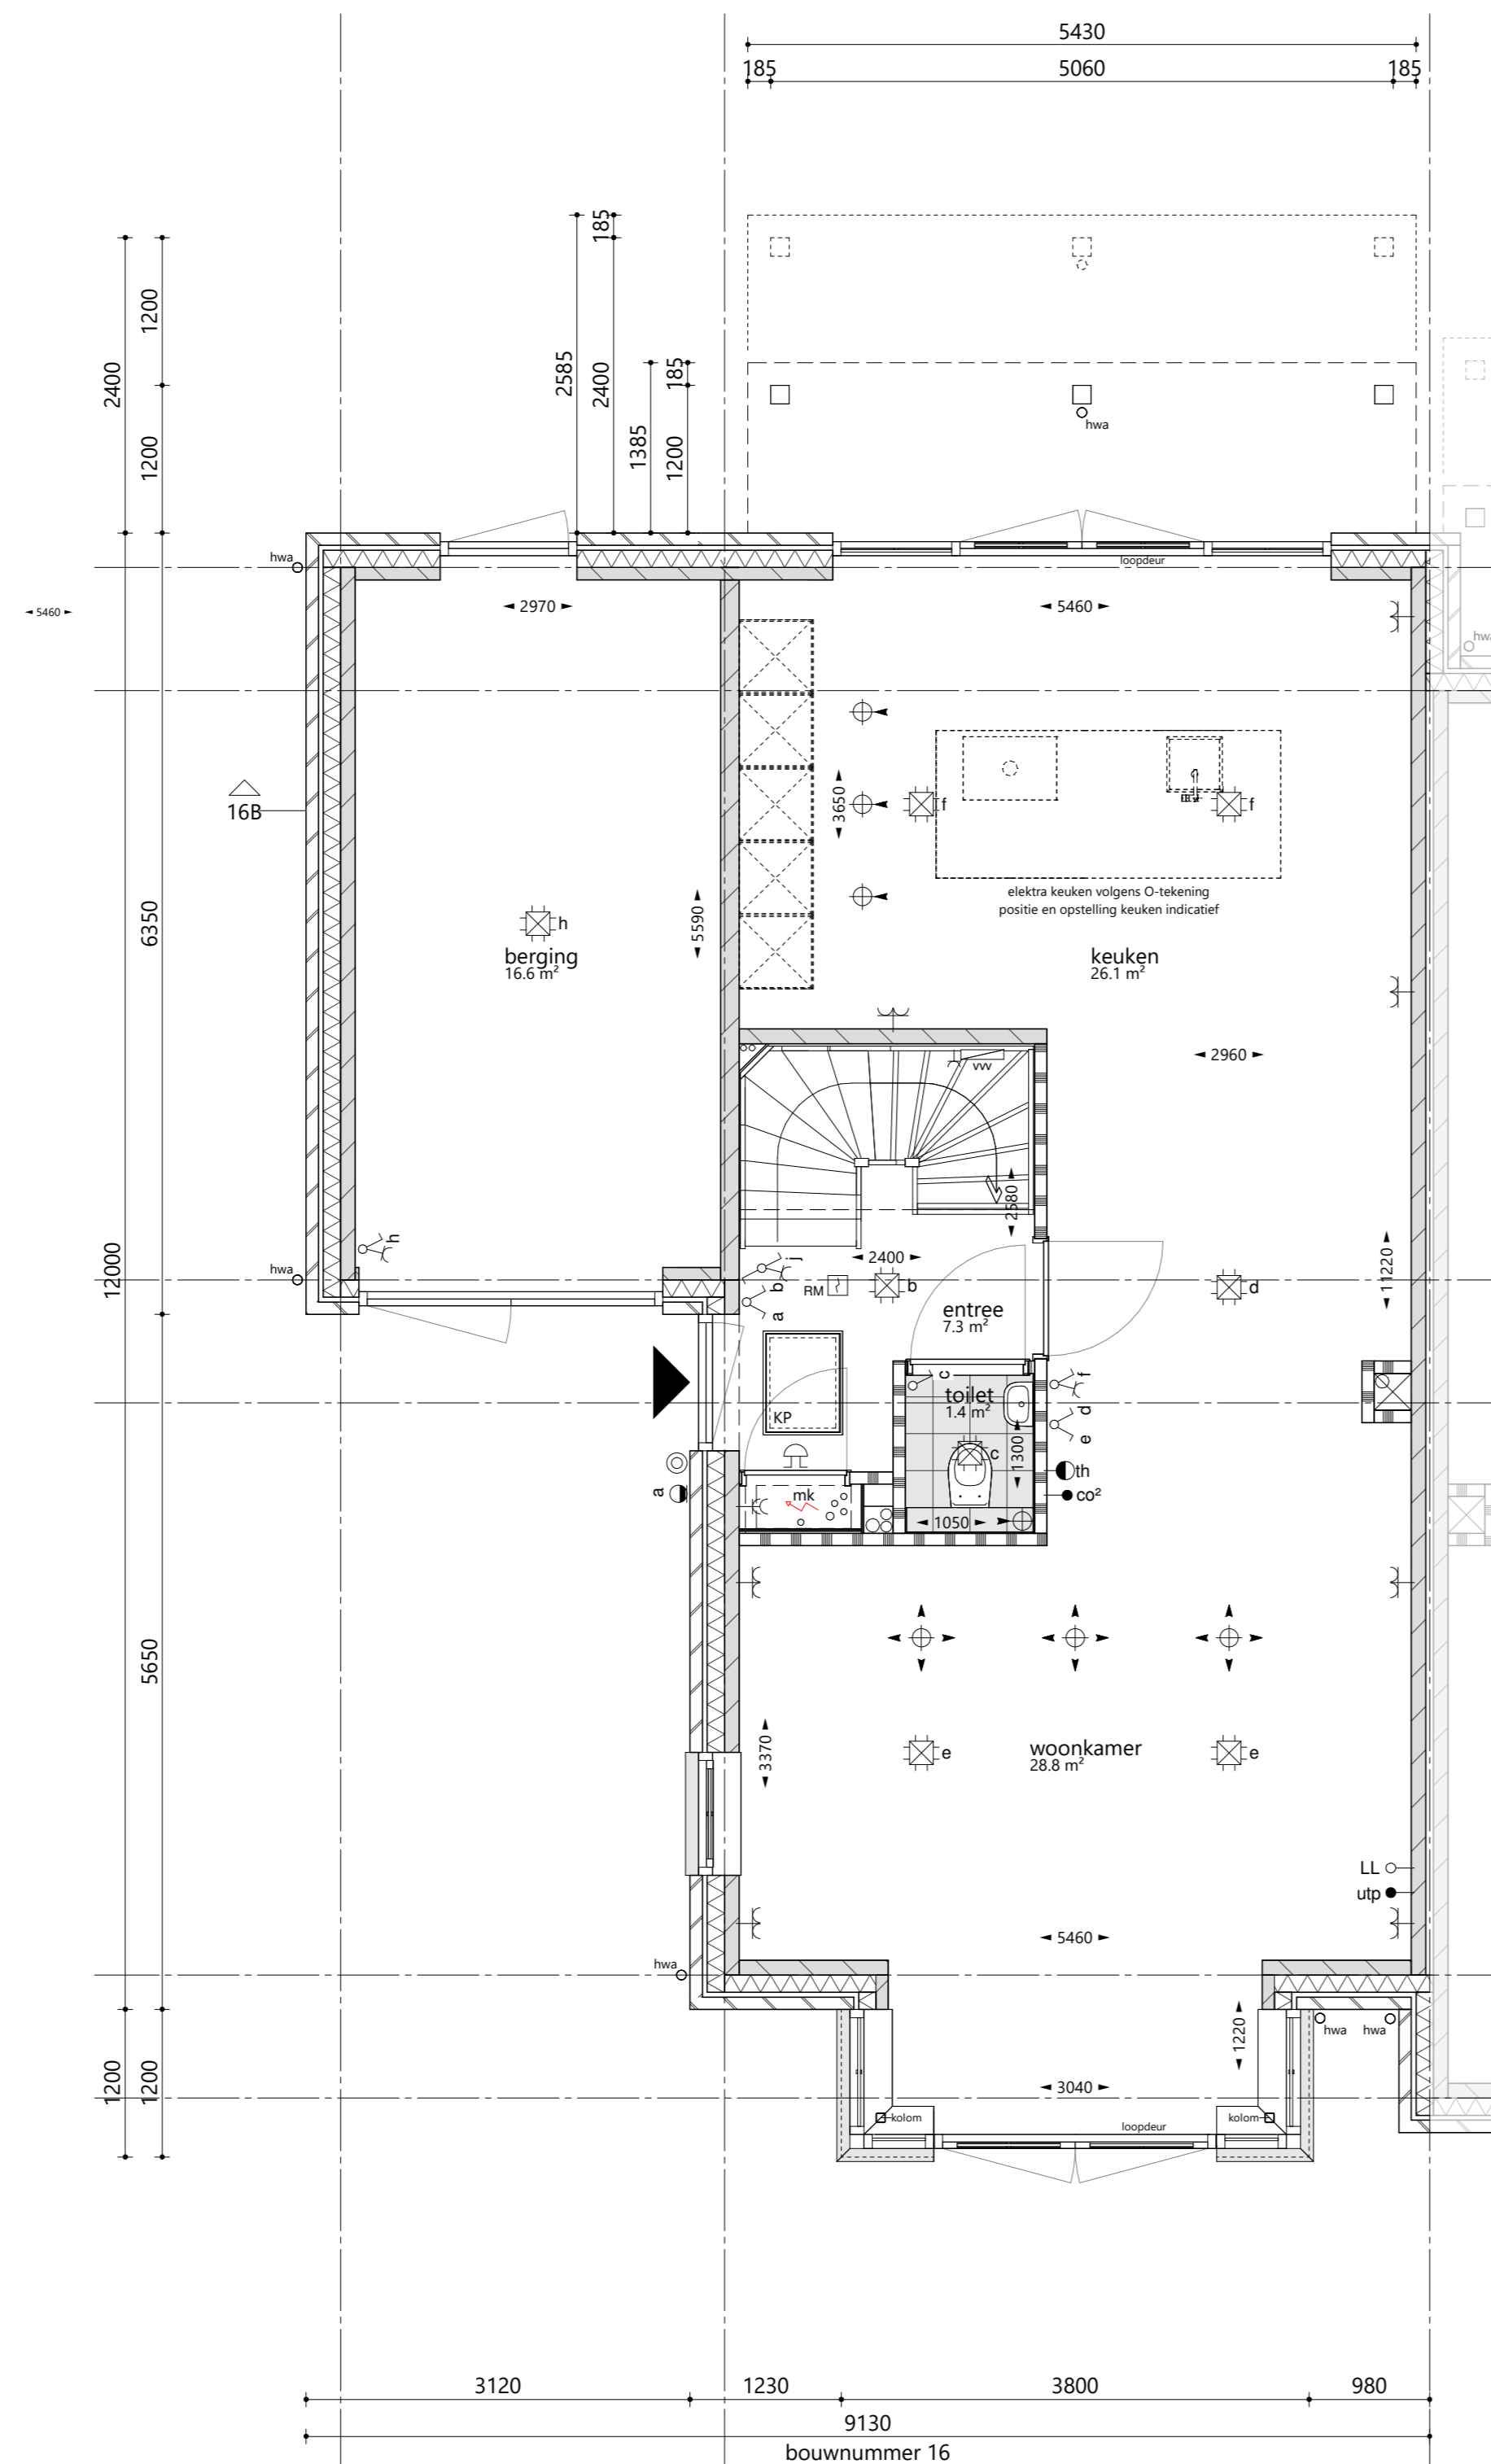 5430
185 5060 185
185
1200
2400
2585
2400
1385
185
1200
1200
hwa
hwa
loopdeur
5460
2970
5460
hwa
16B
3650
f
f
elektra keuken volgens O-tekening
positie en opstelling keuken indicatief
6350
5590
h
berging
16.6 m²
keuken
26.1 m²
2960
vvv
2580
h
j
2400
12000
hwa
b
a
RM
b
d
11220
entree
7.3 m²
c
toilet
1.4 m²
f
d
e
KP
c
1300
th
a
mk
co²
1050
5650
3370
e
woonkamer
28.8 m²
e
LL
utp
5460
hwa
1220
hwa hwa
1200
1200
3040
kolom
kolom
loopdeur
3120 1230 3800 980
9130
bouwnummer 16